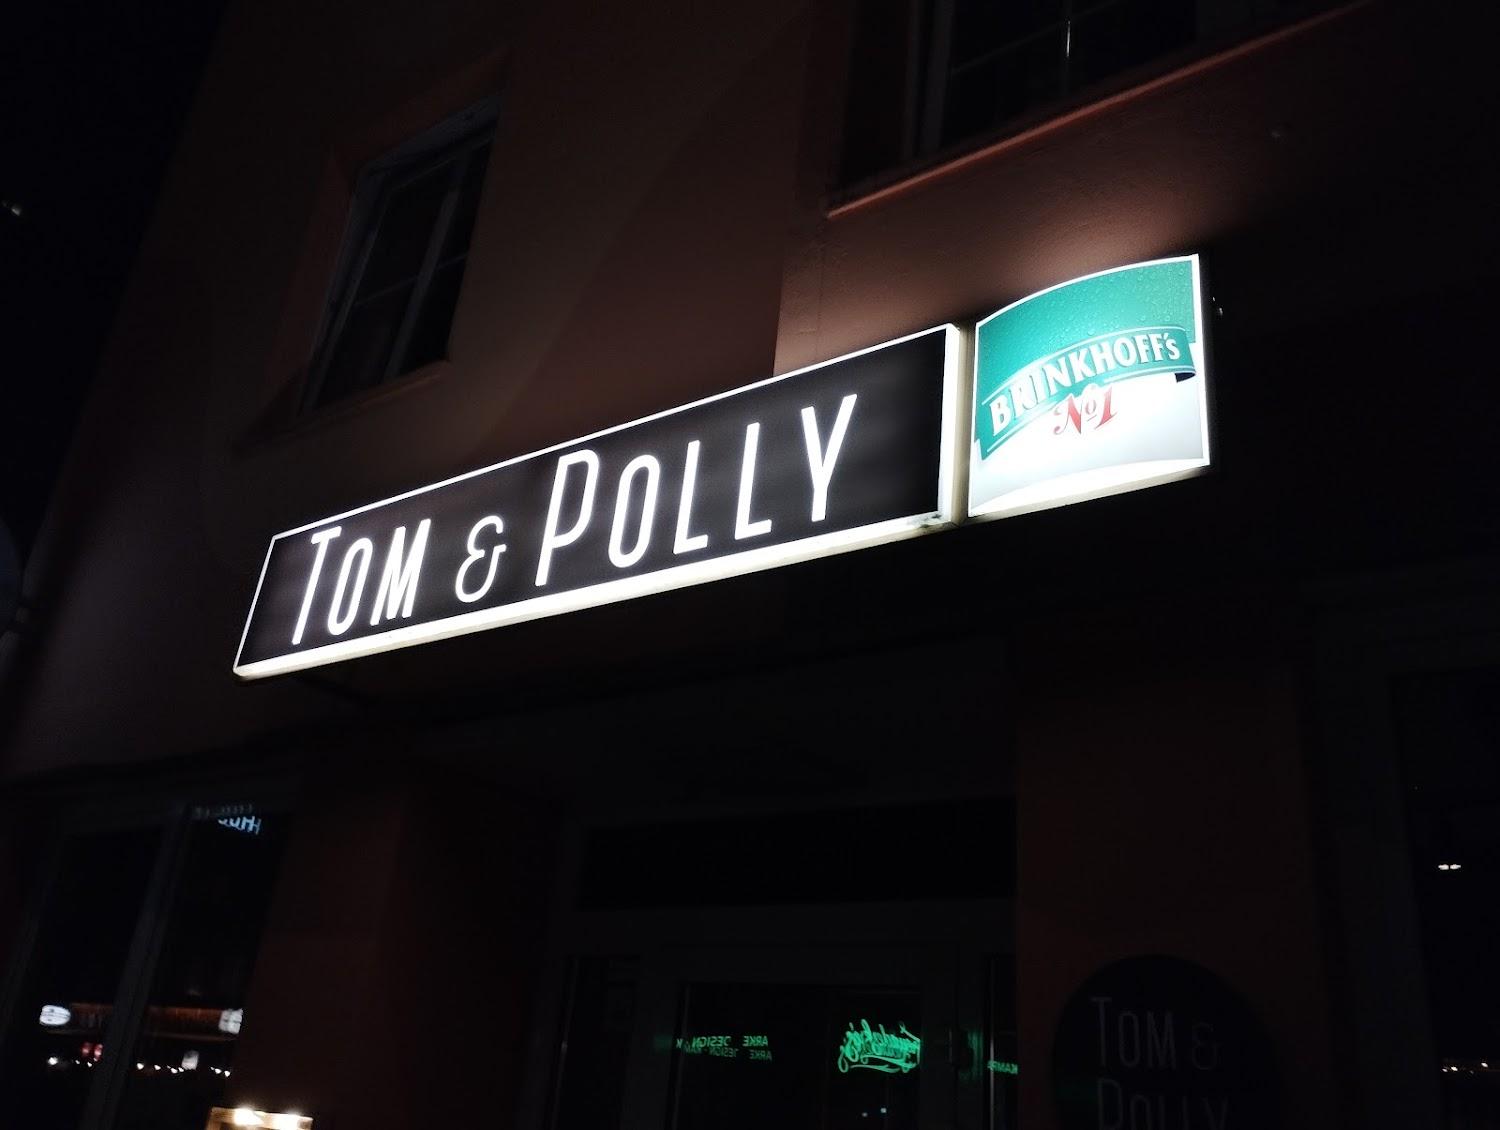 TOM & POLLY
BRINKHOFF's
No1
TOM &
POLLY